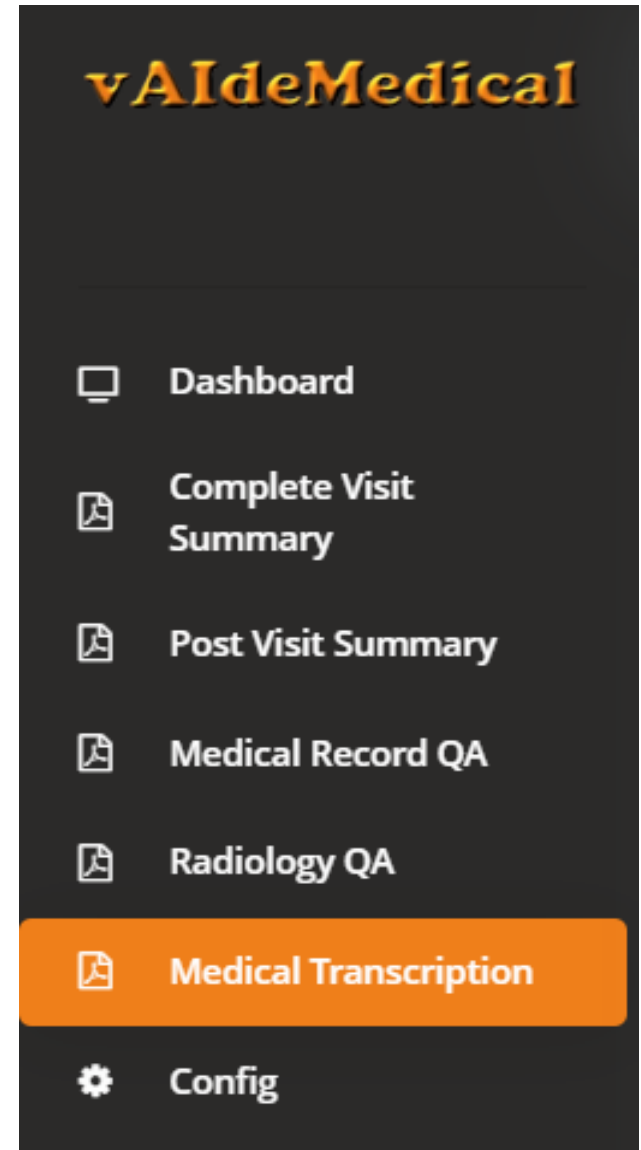 vAIdeMedical
Dashboard
Complete Visit
Summary
Post Visit Summary
Medical Record QA
Radiology QA
Medical Transcription
Config